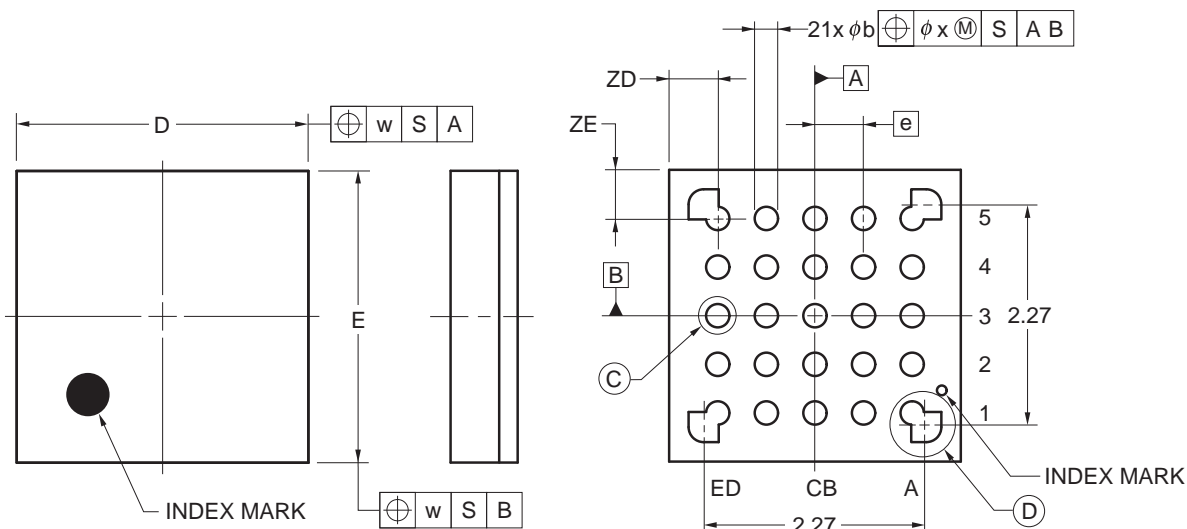 21x ϕb ⌖ ϕ x Ⓜ S A B
ZD
A
D
⌖ w S A
ZE
e
5
B
4
E
3 2.27
C
2
1
INDEX MARK
ED CB A
INDEX MARK
D
⌖ w S B
2.27